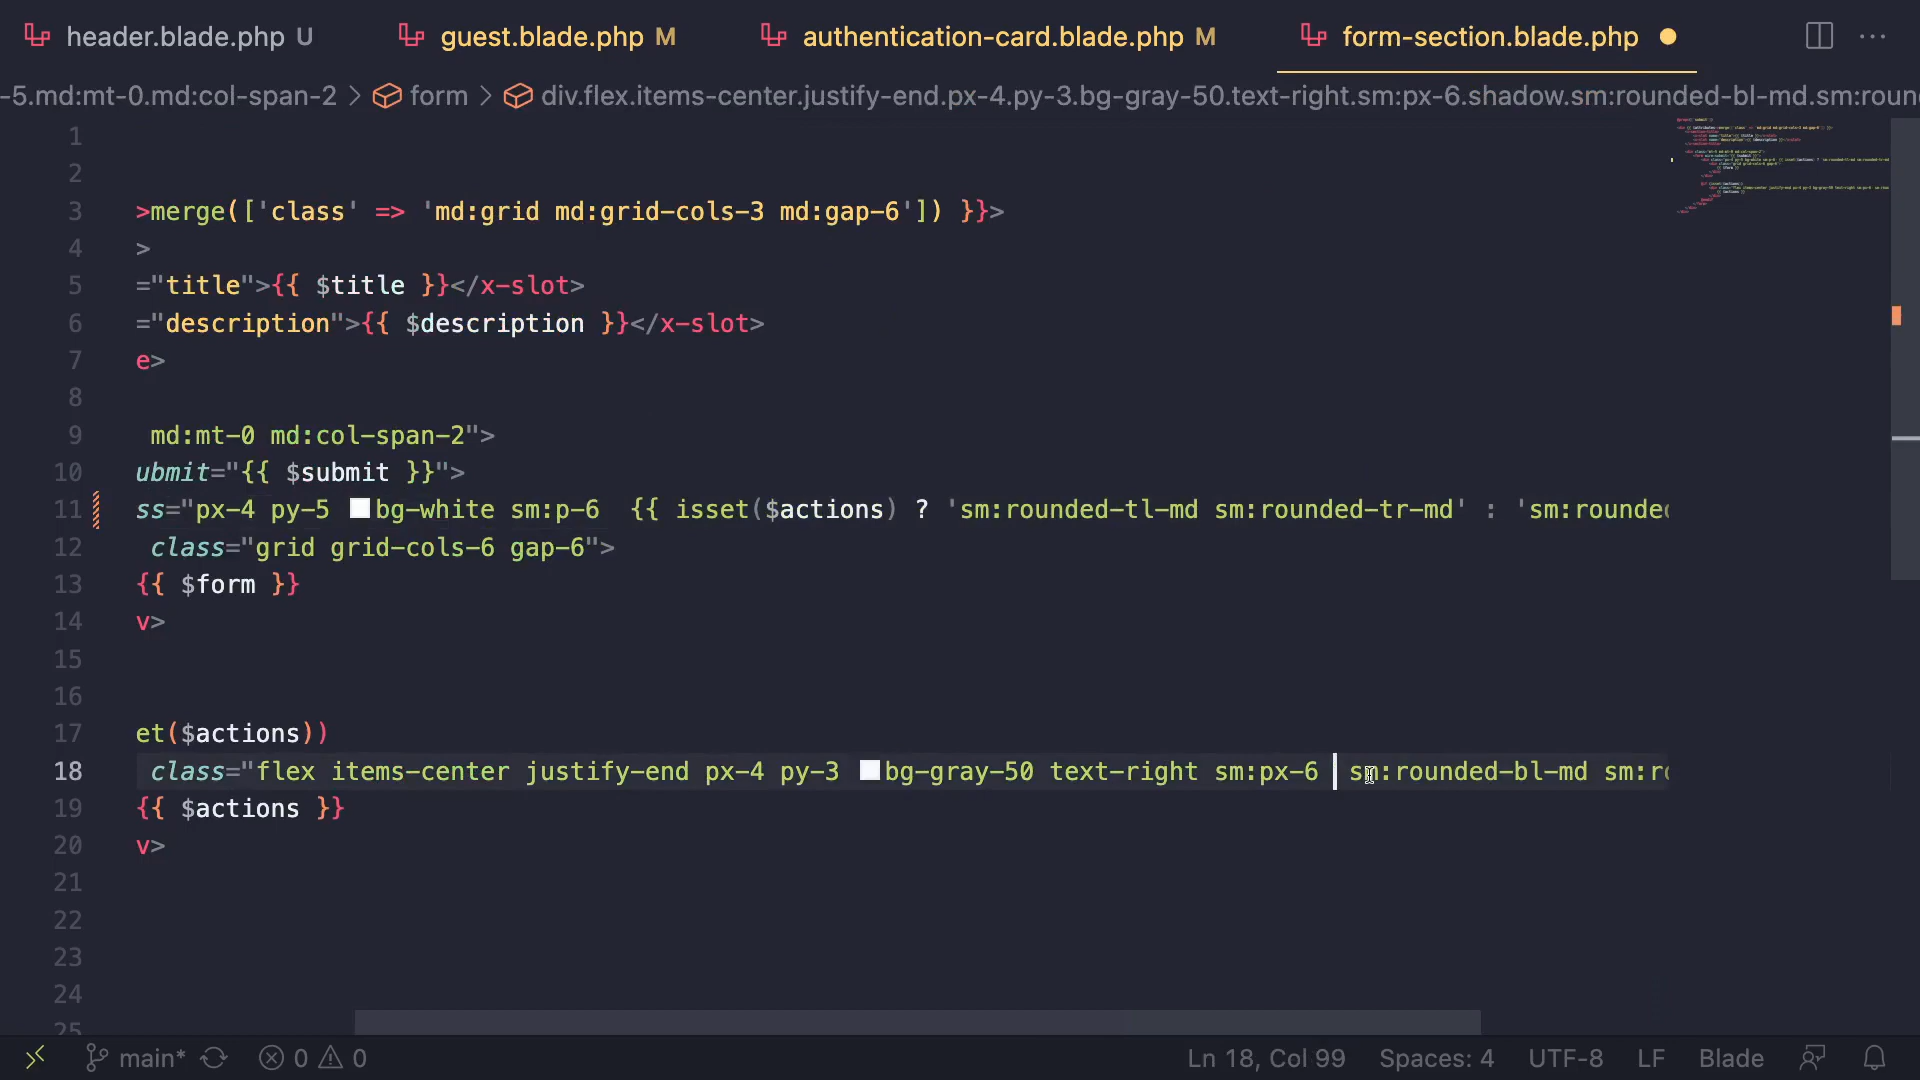 header.blade.php U
guest.blade.php M
authentication-card.blade.php M
form-section.blade.php
-5.md:mt-0.md:col-span-2 > form > div.flex.items-center.justify-end.px-4.py-3.bg-gray-50.text-right.sm:px-6.shadow.sm:rounded-bl-md.sm:roun
1
2
3 >merge(['class' => 'md:grid md:grid-cols-3 md:gap-6']) }}>
4 >
5 ="title">{{ $title }}</x-slot>
6 ="description">{{ $description }}</x-slot>
7 e>
8
9 md:mt-0 md:col-span-2">
10 ubmit="{{ $submit }}">
11 ss="px-4 py-5 bg-white sm:p-6  {{ isset($actions) ? 'sm:rounded-tl-md sm:rounded-tr-md' : 'sm:rounde
12 class="grid grid-cols-6 gap-6">
13 {{ $form }}
14 v>
15
16
17 et($actions))
18 class="flex items-center justify-end px-4 py-3 bg-gray-50 text-right sm:px-6  sm:rounded-bl-md sm:ro
19 {{ $actions }}
20 v>
21
22
23
24
25
main* 0 0 Ln 18, Col 99 Spaces: 4 UTF-8 LF Blade